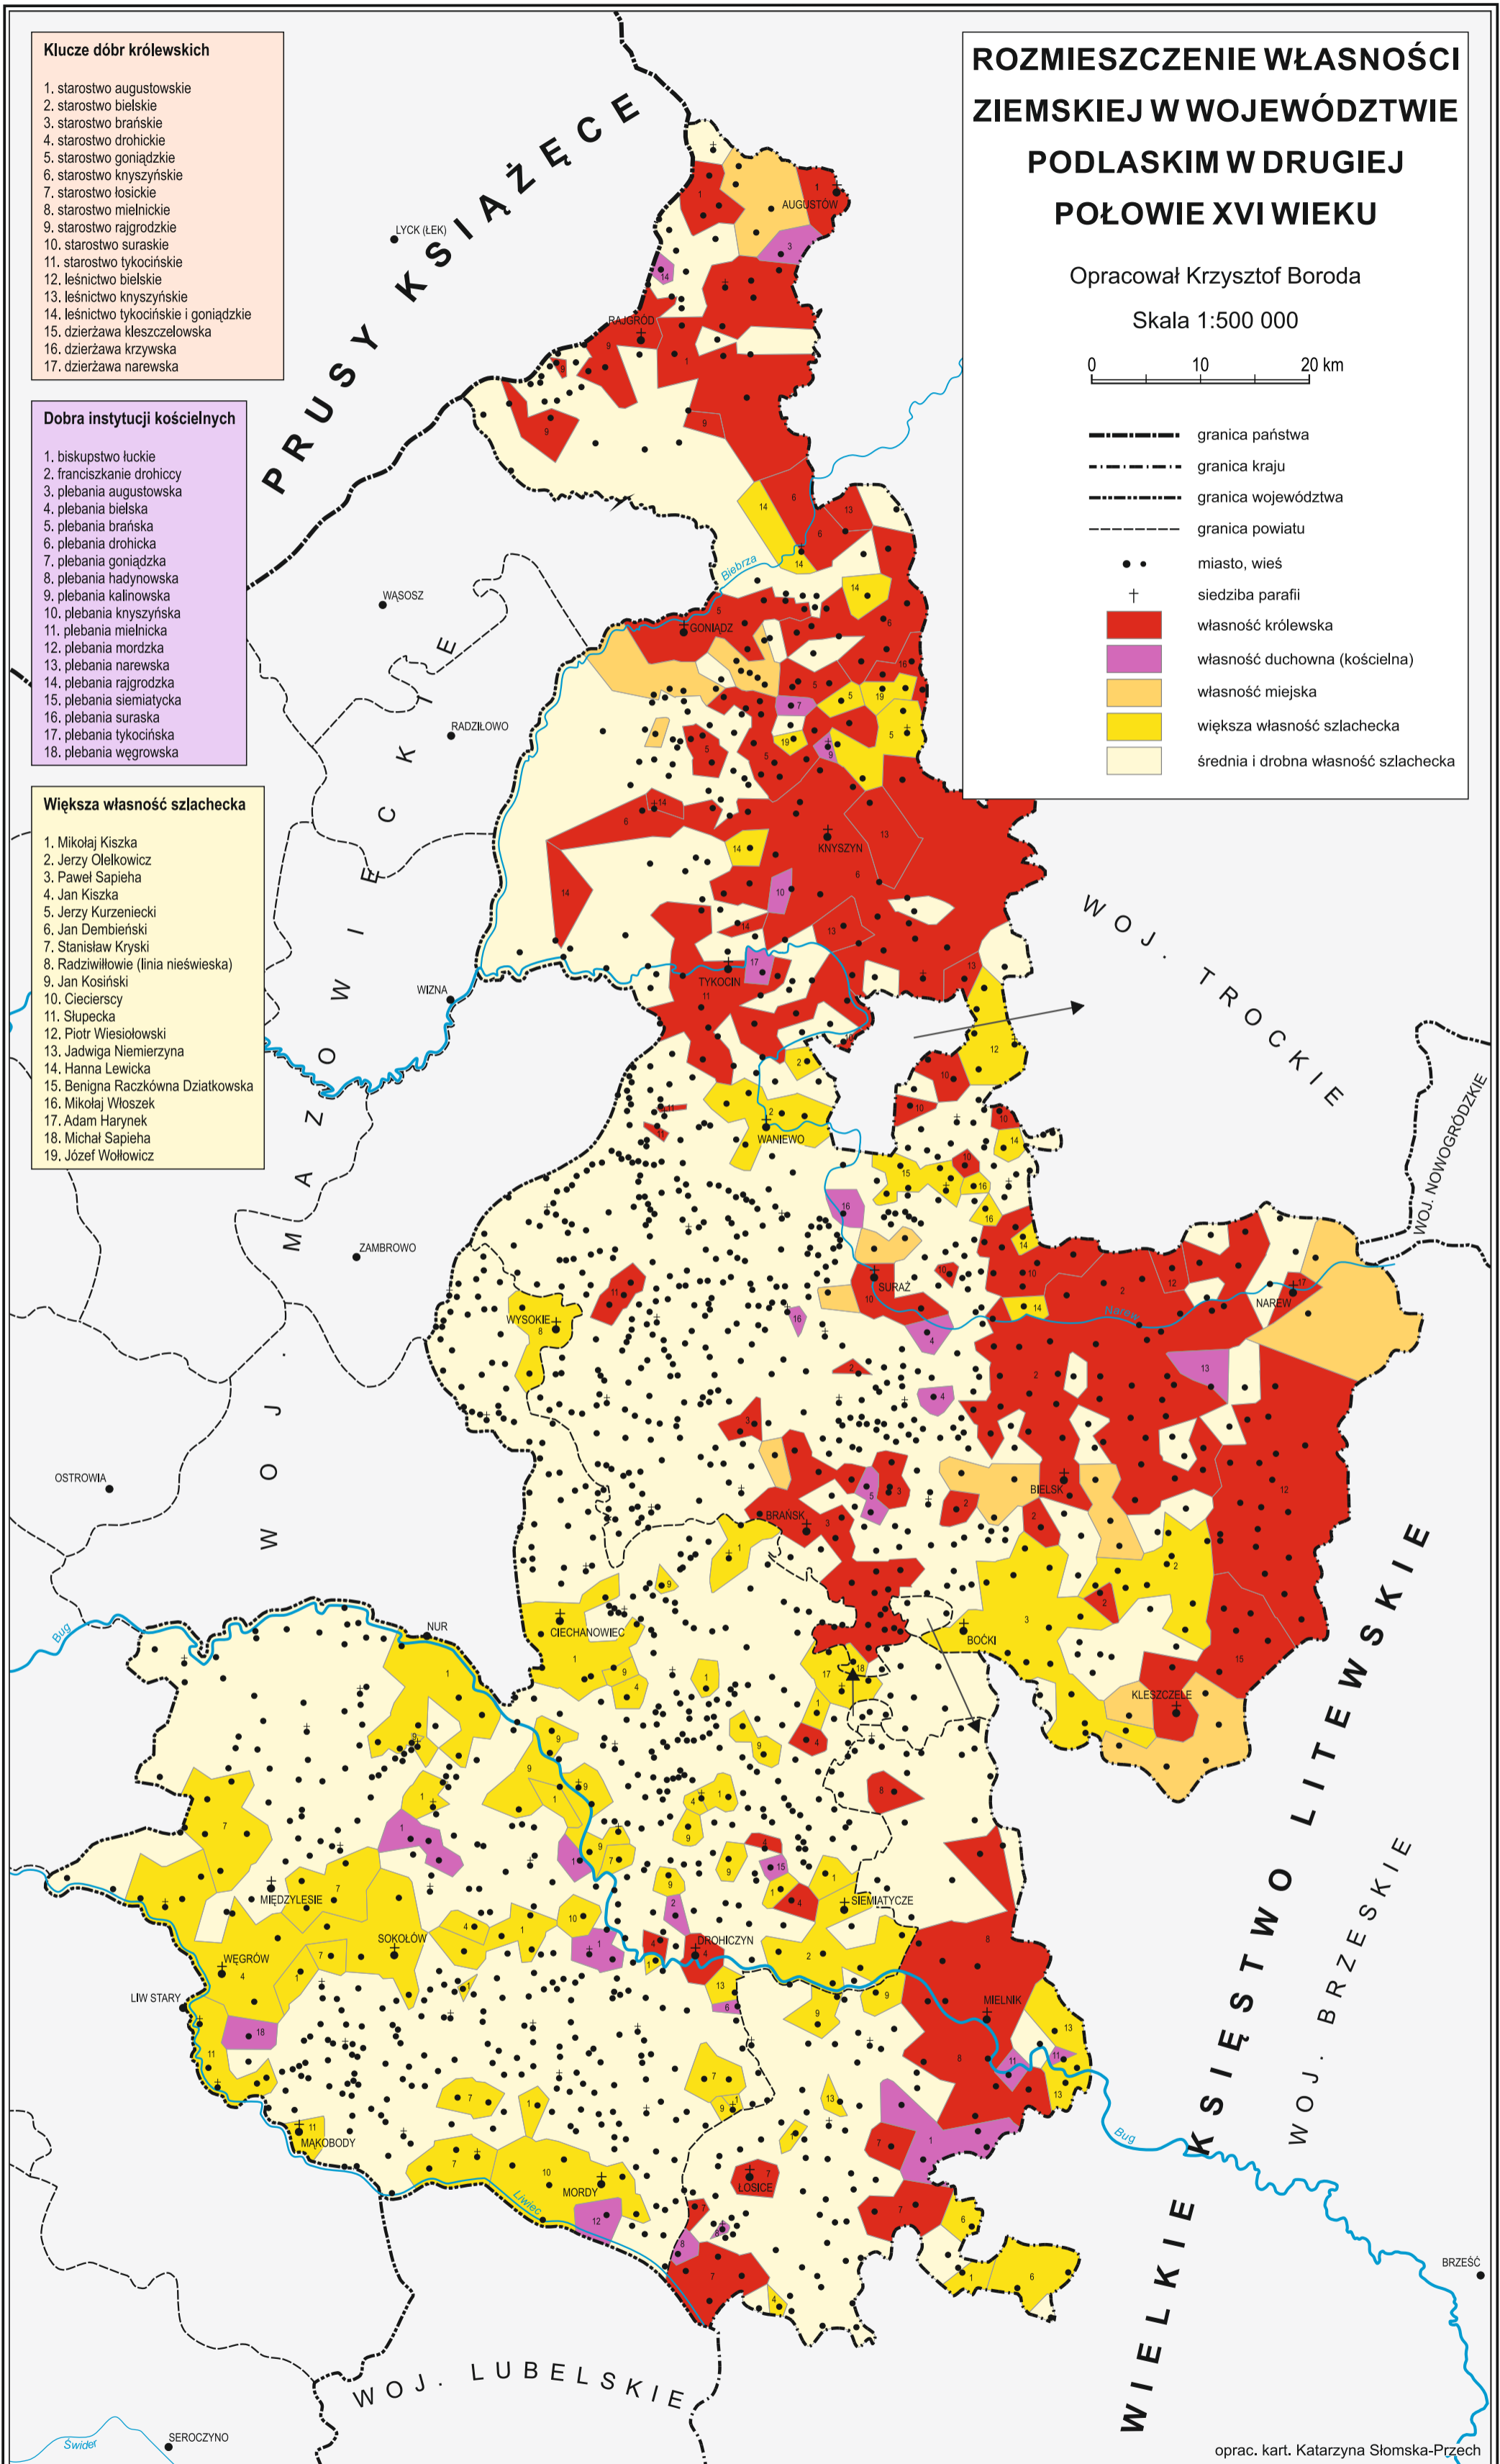 Klucze dóbr królewskich
1. starostwo augustowskie
2. starostwo bielskie
3. starostwo brańskie
4. starostwo drohickie
5. starostwo goniądzkie
6. starostwo knyszyńskie
7. starostwo łosickie
8. starostwo mielnickie
9. starostwo rajgrodzkie
10. starostwo suraskie
11. starostwo tykocińskie
12. leśnictwo bielskie
13. leśnictwo knyszyńskie
14. leśnictwo tykocińskie i goniądzkie
15. dzierżawa kleszczelowska
16. dzierżawa krzywska
17. dzierżawa narewska
Dobra instytucji kościelnych
1. biskupstwo łuckie
2. franciszkanie drohiccy
3. plebania augustowska
4. plebania bielska
5. plebania brańska
6. plebania drohicka
7. plebania goniądzka
8. plebania hadynowska
9. plebania kalinowska
10. plebania knyszyńska
11. plebania mielnicka
12. plebania mordzka
13. plebania narewska
14. plebania rajgrodzka
15. plebania siemiatycka
16. plebania suraska
17. plebania tykocińska
18. plebania węgrowska
Większa własność szlachecka
1. Mikołaj Kiszka
2. Jerzy Olelkowicz
3. Paweł Sapieha
4. Jan Kiszka
5. Jerzy Kurzeniecki
6. Jan Dembieński
7. Stanisław Kryski
8. Radziwiłłowie (linia nieświeska)
9. Jan Kosiński
10. Ciecierscy
11. Słupecka
12. Piotr Wiesiołowski
13. Jadwiga Niemierzyna
14. Hanna Lewicka
15. Benigna Raczkówna Dziatkowska
16. Mikołaj Włoszek
17. Adam Harynek
18. Michał Sapieha
19. Józef Wołłowicz
ROZMIESZCZENIE WŁASNOŚCI
ZIEMSKIEJ W WOJEWÓDZTWIE
PODLASKIM W DRUGIEJ
POŁOWIE XVI WIEKU
Opracował Krzysztof Boroda
Skala 1:500 000
0 10 20 km
granica państwa
granica kraju
granica województwa
granica powiatu
miasto, wieś
siedziba parafii
własność królewska
własność duchowna (kościelna)
własność miejska
większa własność szlachecka
średnia i drobna własność szlachecka
PRUSY KSIĄŻĘCE
WOJ. MAZOWIECKIE
WOJ. TROCKIE
WOJ. NOWOGRÓDZKIE
WIELKIE KSIĘSTWO LITEWSKIE
WOJ. BRZESKIE
WOJ. LUBELSKIE
AUGUSTÓW
LYCK (ŁEK)
RAJGRÓD
Biebrza
WĄSOSZ
GONIĄDZ
RADZIŁOWO
KNYSZYN
TYKOCIN
WIZNA
WANIEWO
ZAMBROWO
SURAŻ
NAREW
Narew
WYSOKIE
OSTROWIA
BIELSK
BRAŃSK
CIECHANOWIEC
BOĆKI
NUR
Bug
KLESZCZELE
MIĘDZYLESIE
SIEMIATYCZE
SOKOŁÓW
DROHICZYN
WĘGRÓW
LIW STARY
MIELNIK
MĄKOBODY
Bug
MORDY
Liwiec
ŁOSICE
BRZEŚĆ
SEROCZYNO
Świder
oprac. kart. Katarzyna Słomska-Przech